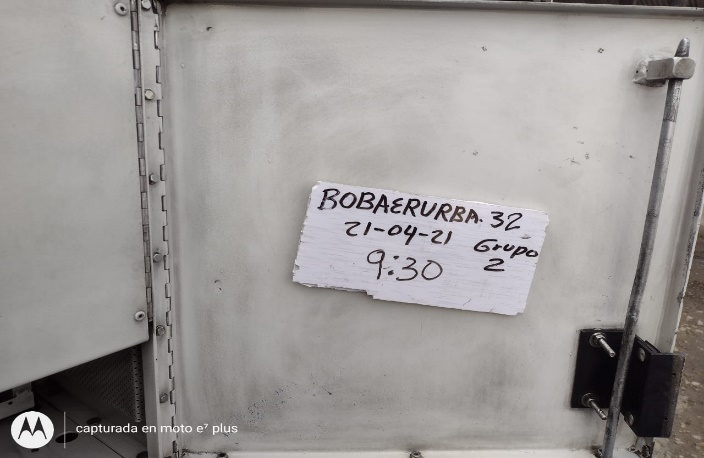 BOBAERURBA. 32
21-04-21 Grupo
9:30 2
capturada en moto e⁷ plus